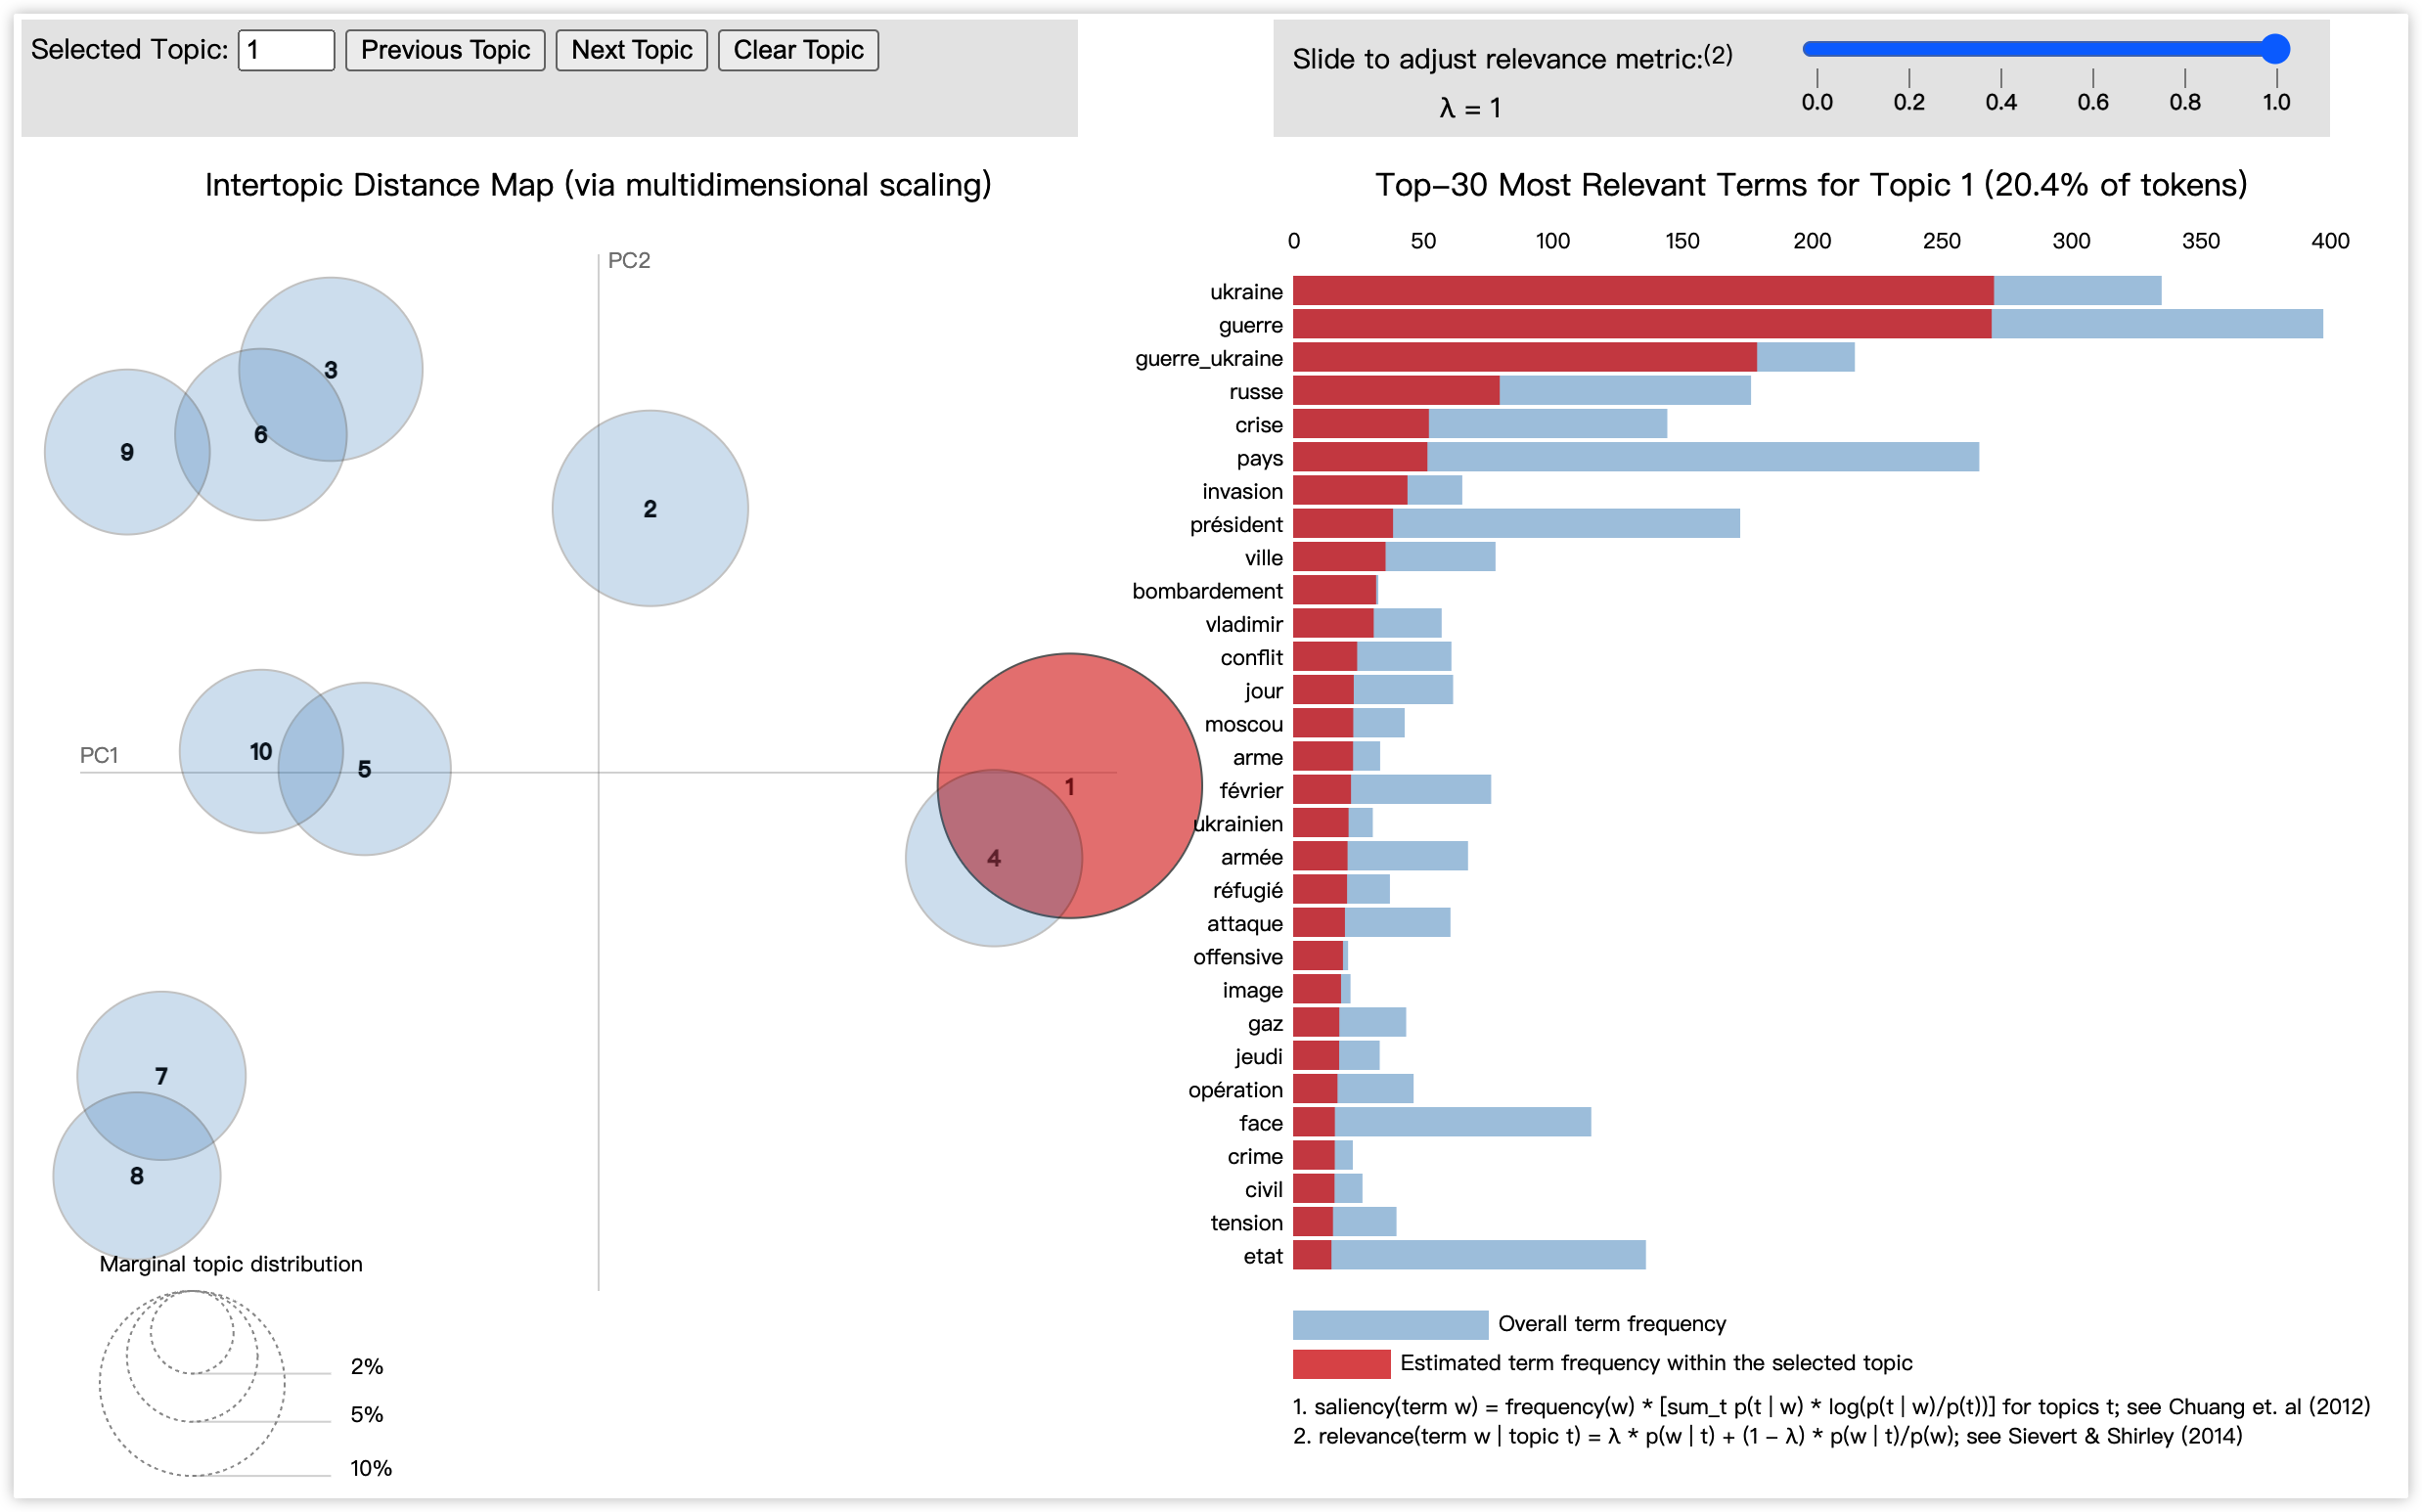 Selected Topic: 1 Previous Topic Next Topic Clear Topic
Slide to adjust relevance metric:(2)
λ = 1
0.0 0.2 0.4 0.6 0.8 1.0
Intertopic Distance Map (via multidimensional scaling)
PC2
PC1
3
6
9
2
10
5
1
4
7
8
Marginal topic distribution
2%
5%
10%
Top-30 Most Relevant Terms for Topic 1 (20.4% of tokens)
0 50 100 150 200 250 300 350 400
ukraine
guerre
guerre_ukraine
russe
crise
pays
invasion
président
ville
bombardement
vladimir
conflit
jour
moscou
arme
février
ukrainien
armée
réfugié
attaque
offensive
image
gaz
jeudi
opération
face
crime
civil
tension
etat
Overall term frequency
Estimated term frequency within the selected topic
1. saliency(term w) = frequency(w) * [sum_t p(t | w) * log(p(t | w)/p(t))] for topics t; see Chuang et. al (2012)
2. relevance(term w | topic t) = λ * p(w | t) + (1 - λ) * p(w | t)/p(w); see Sievert & Shirley (2014)